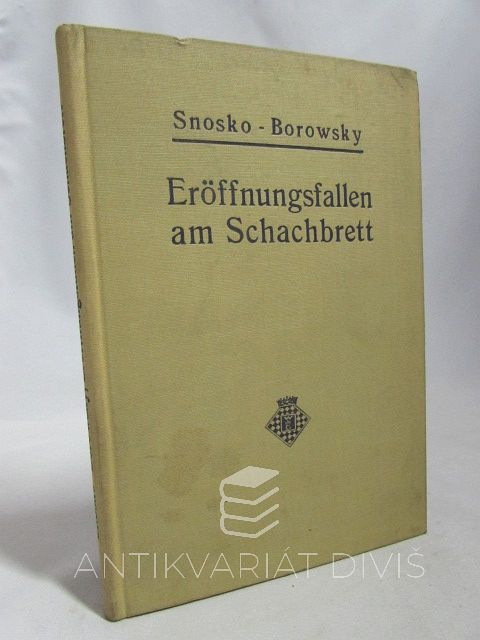 Snosko - Borowsky
Eröffnungsfallen
am Schachbrett
ANTIKVARIÁT DIVIŠ